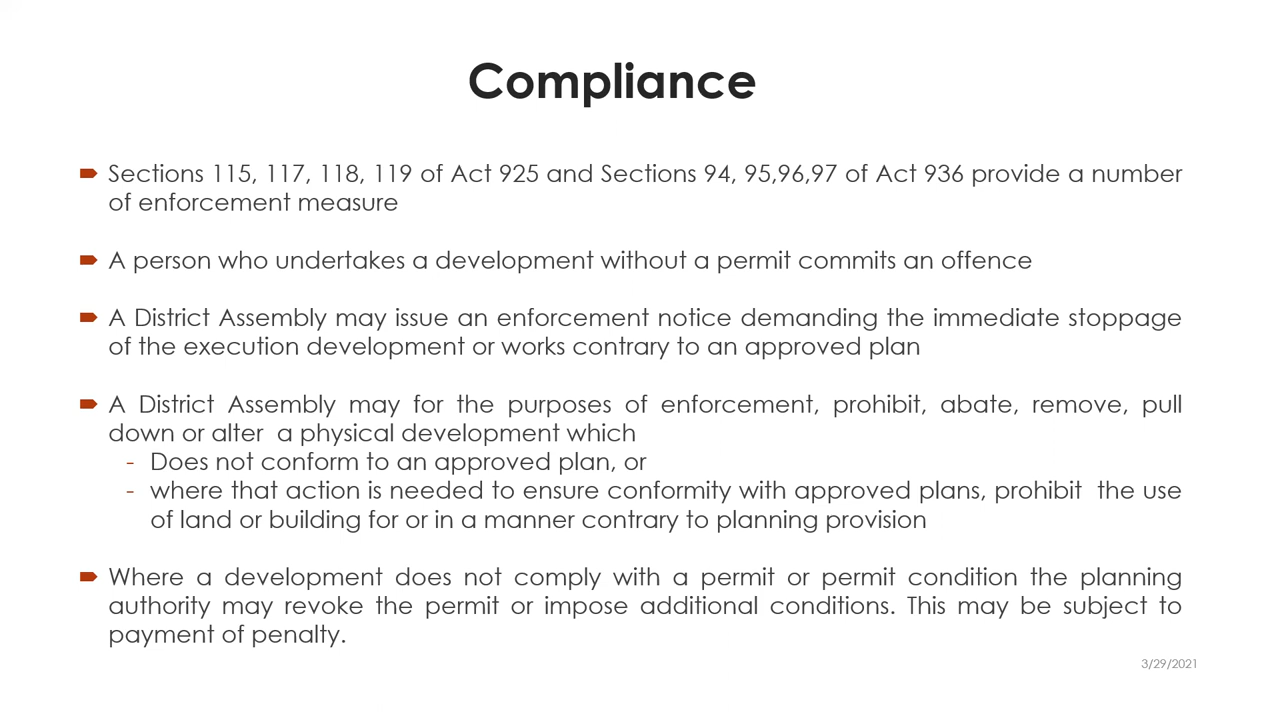 Compliance
Sections 115, 117, 118, 119 of Act 925 and Sections 94, 95,96,97 of Act 936 provide a number
of enforcement measure
A person who undertakes a development without a permit commits an offence
A District Assembly may issue an enforcement notice demanding the immediate stoppage
of the execution development or works contrary to an approved plan
A District Assembly may for the purposes of enforcement, prohibit, abate, remove, pull
down or alter a physical development which
- Does not conform to an approved plan, or
- where that action is needed to ensure conformity with approved plans, prohibit the use
of land or building for or in a manner contrary to planning provision
Where a development does not comply with a permit or permit condition the planning
authority may revoke the permit or impose additional conditions. This may be subject to
payment of penalty.
3/29/2021